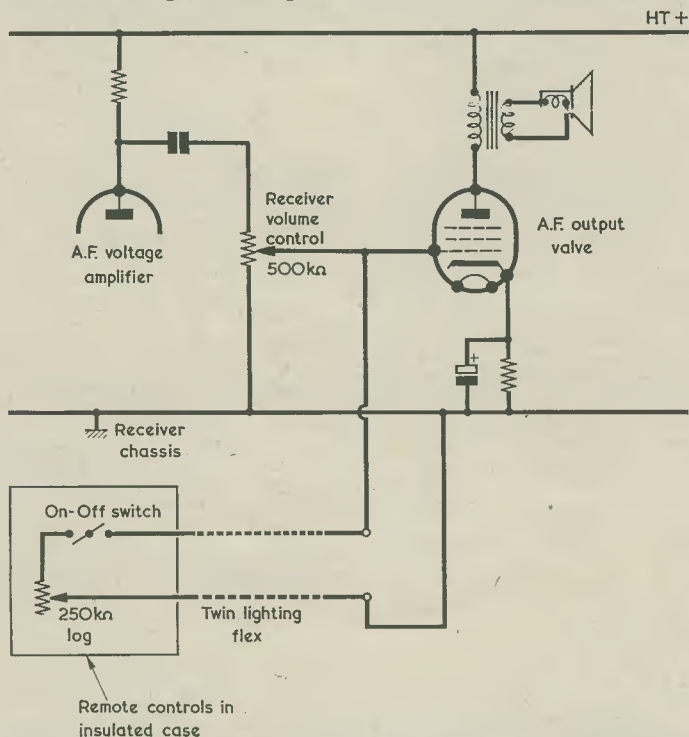 HT+
Receiver
volume
control
500kΩ
A.F. voltage
amplifier
A.F. output
valve
+
Receiver
chassis
On-Off switch
250kΩ
log
Twin lighting
flex
Remote controls in
insulated case